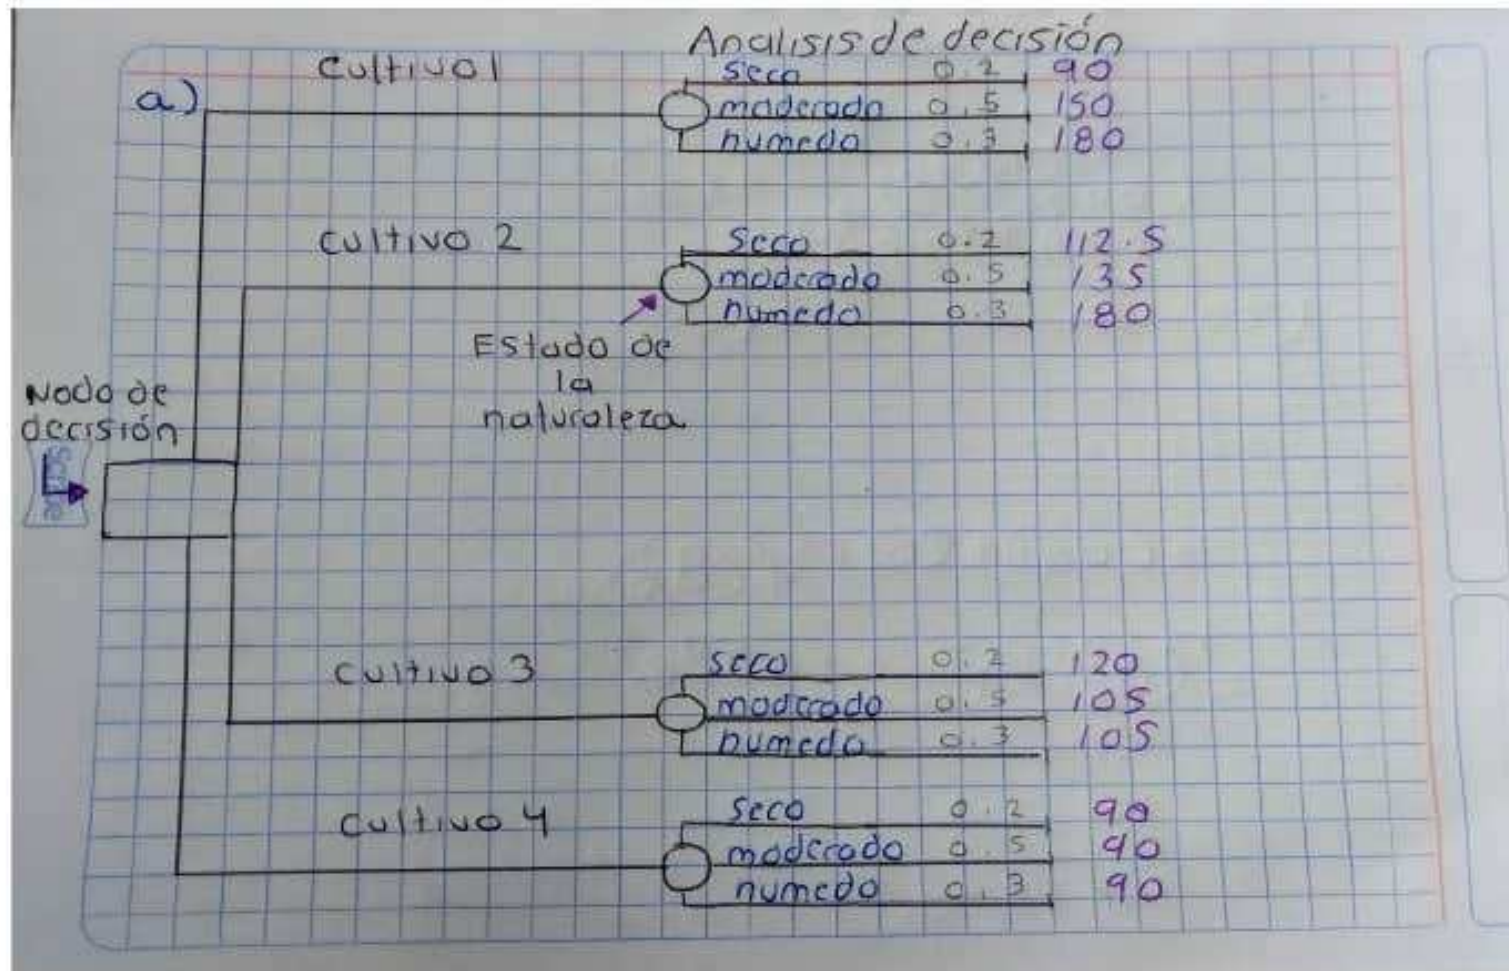 Analisis de decisión
a)
cultivo 1
seco 0.2 90
moderado 0.5 150
humedo 0.3 180
cultivo 2
seco 0.2 112.5
moderado 0.5 135
humedo 0.3 180
Estado de
la
naturaleza
Nodo de
decisión
Scribe
cultivo 3
seco 0.2 120
moderado 0.5 105
humedo 0.3 105
cultivo 4
seco 0.2 90
moderado 0.5 90
humedo 0.3 90